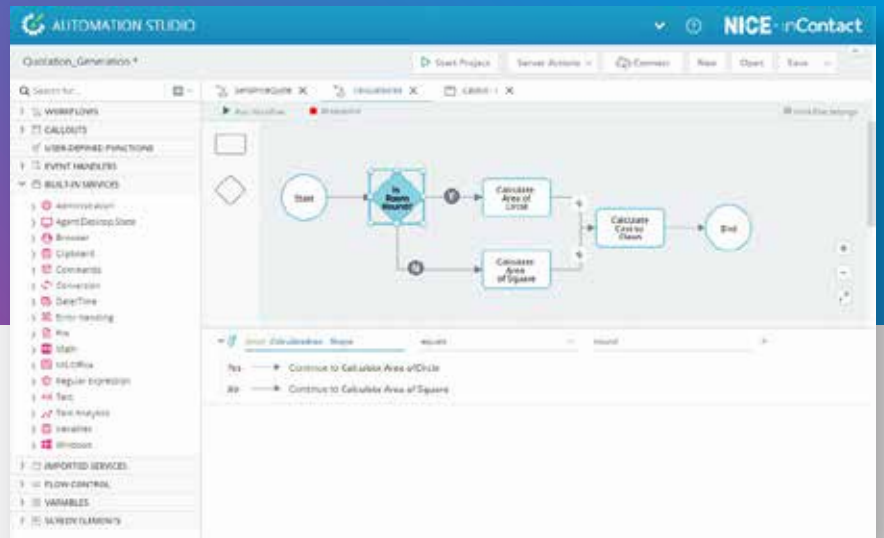 AUTOMATION STUDIO
NICE inContact
Quotation_Generation *
Start Project
Server Actions
Connect
New
Open
Save
WORKFLOWS
CALLOUTS
USER-DEFINED FUNCTIONS
EVENT HANDLERS
BUILT-IN SERVICES
Administration
Agent Desktop State
Browser
Clipboard
Commands
Conversion
Date/Time
Error Handling
File
Math
MS Office
Regular Expression
Text
Text Analytics
Variables
Windows
IMPORTED SERVICES
FLOW CONTROL
VARIABLES
SCREEN ELEMENTS
Start
Is
Room
Round?
Y
Calculate
Area of
Circle
N
Calculate
Area
of Square
Calculate
Cost to
Clean
End
equals
round
Yes
Continue to Calculate Area of Circle
No
Continue to Calculate Area of Square